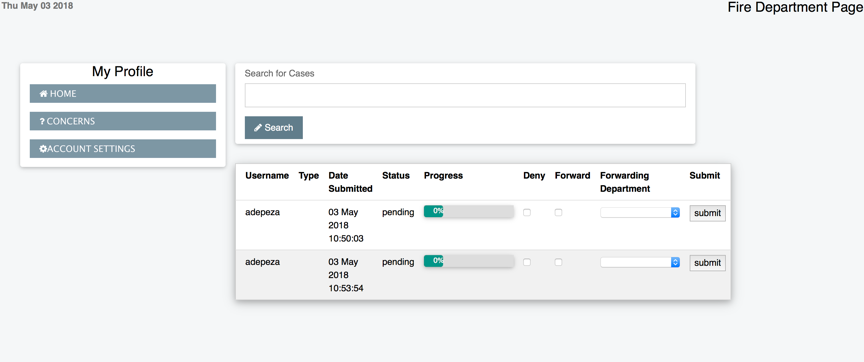 Thu May 03 2018
Fire Department Page
My Profile
HOME
? CONCERNS
ACCOUNT SETTINGS
Search for Cases
Search
Username Type Date Submitted Status Progress Deny Forward Forwarding Department Submit
adepeza 03 May 2018 10:50:03 pending 0% submit
adepeza 03 May 2018 10:53:54 pending 0% submit